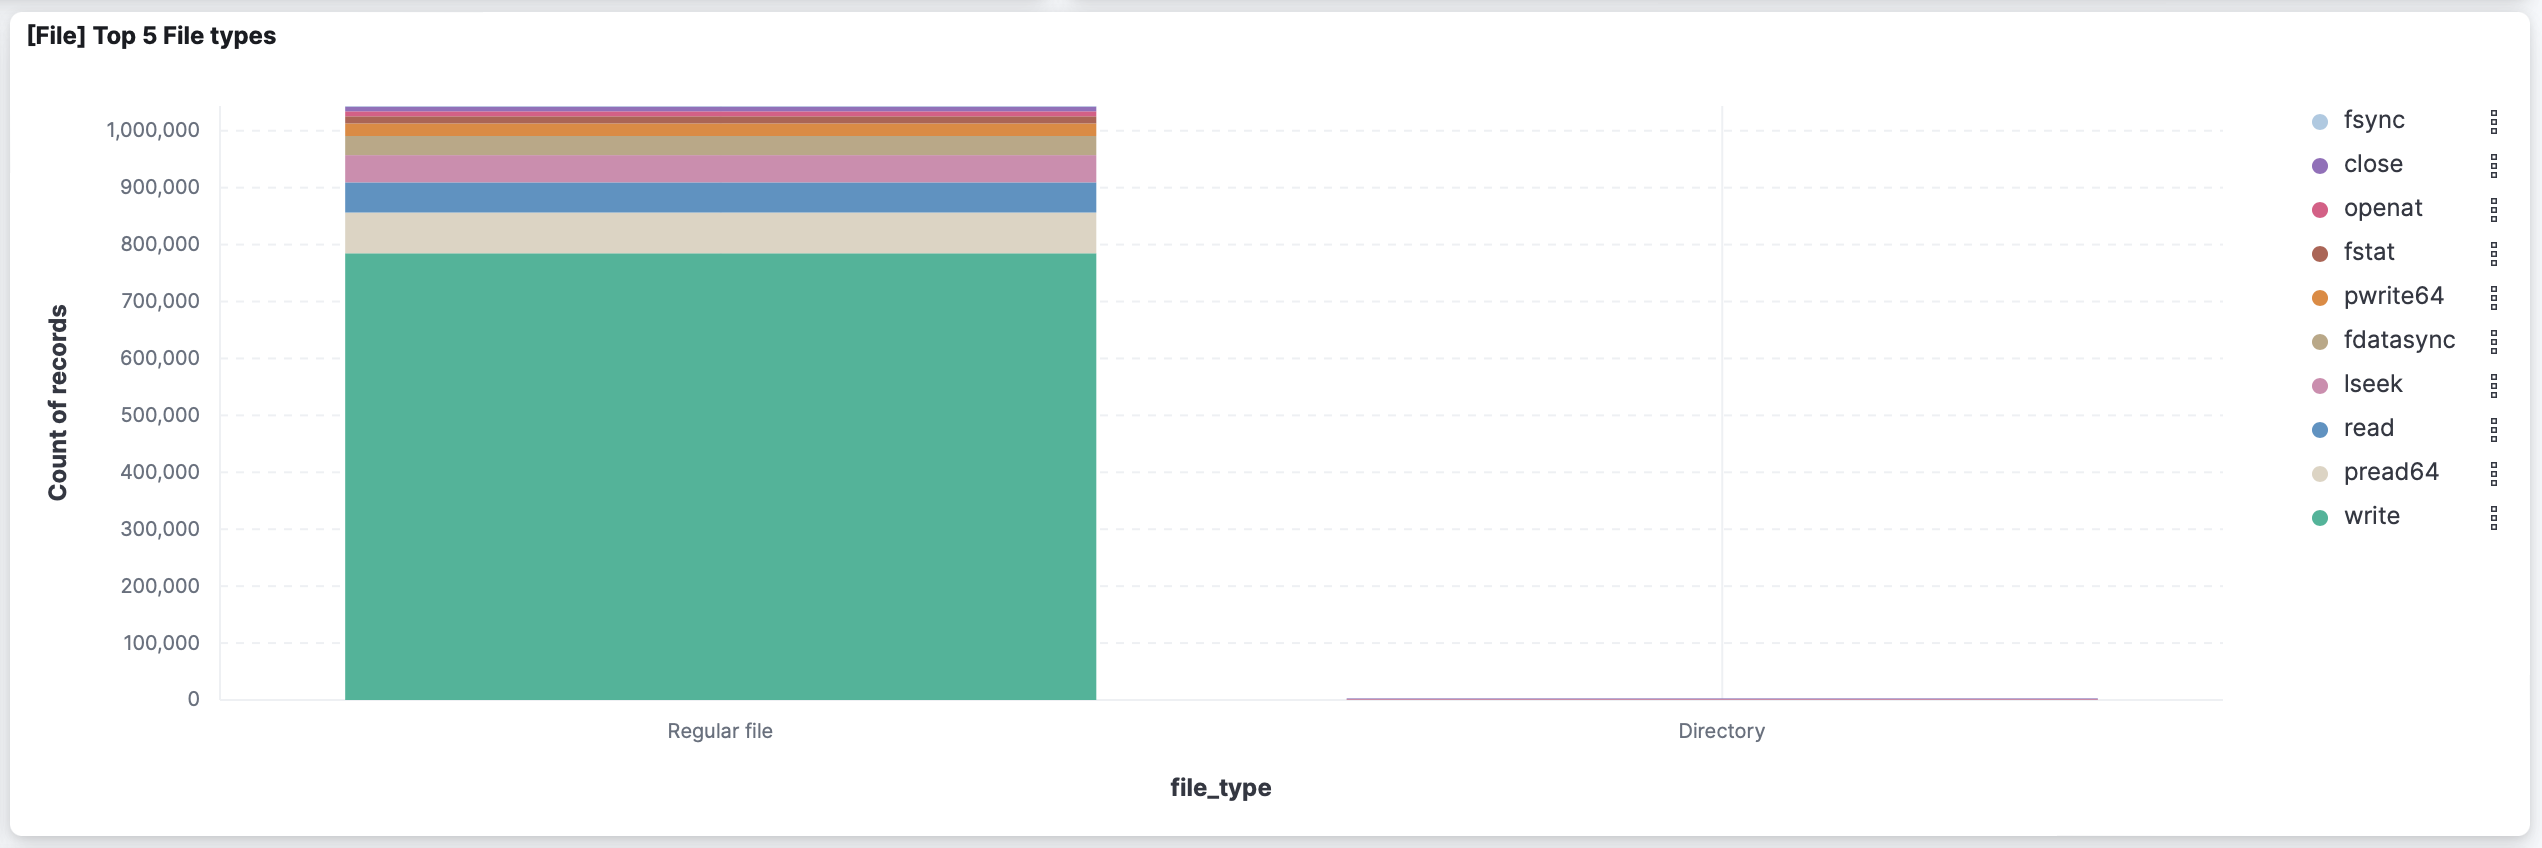 [File] Top 5 File types
Count of records
1,000,000
900,000
800,000
700,000
600,000
500,000
400,000
300,000
200,000
100,000
0
Regular file
Directory
file_type
fsync
close
openat
fstat
pwrite64
fdatasync
lseek
read
pread64
write